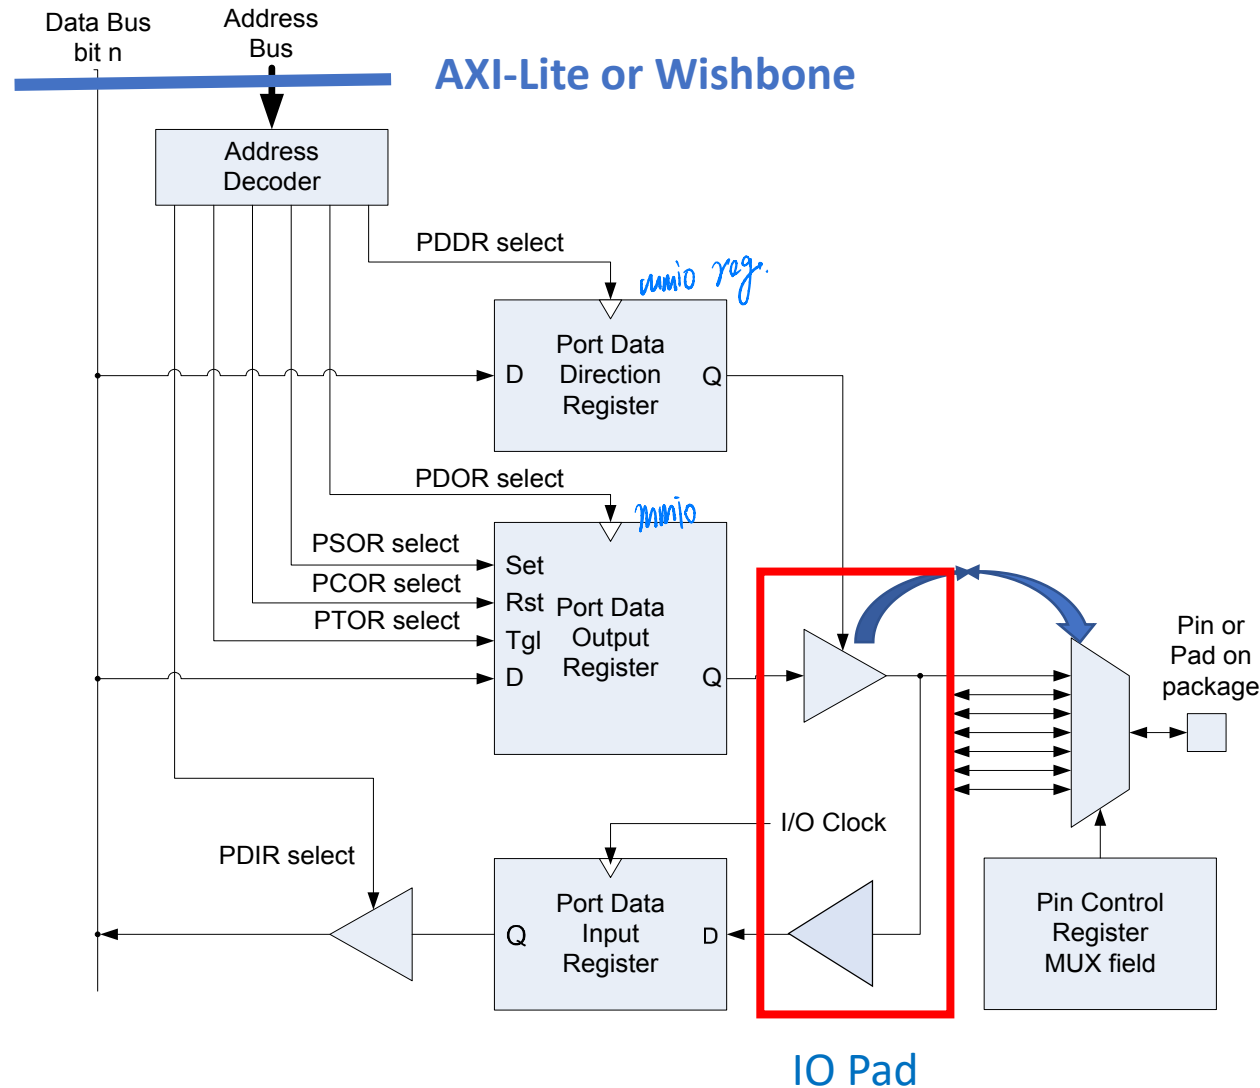 Data Bus
bit n
Address
Bus
AXI-Lite or Wishbone
Address
Decoder
PDDR select
mmio reg.
Port Data
Direction
Register
D
Q
PDOR select
mmio
PSOR select
PCOR select
PTOR select
Set
Rst
Tgl
D
Port Data
Output
Register
Q
Pin or
Pad on
package
I/O Clock
PDIR select
Q
Port Data
Input
Register
D
Pin Control
Register
MUX field
IO Pad